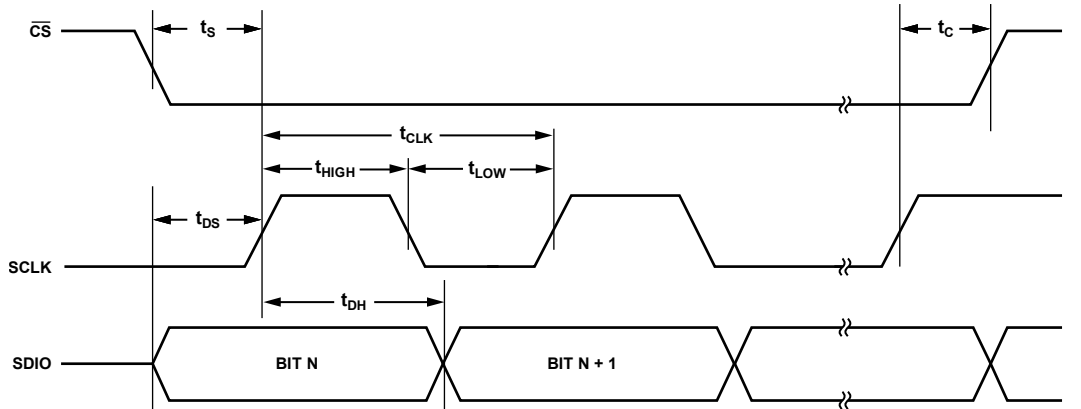 CS
tS
tC
tCLK
tHIGH
tLOW
tDS
SCLK
tDH
SDIO
BIT N
BIT N + 1